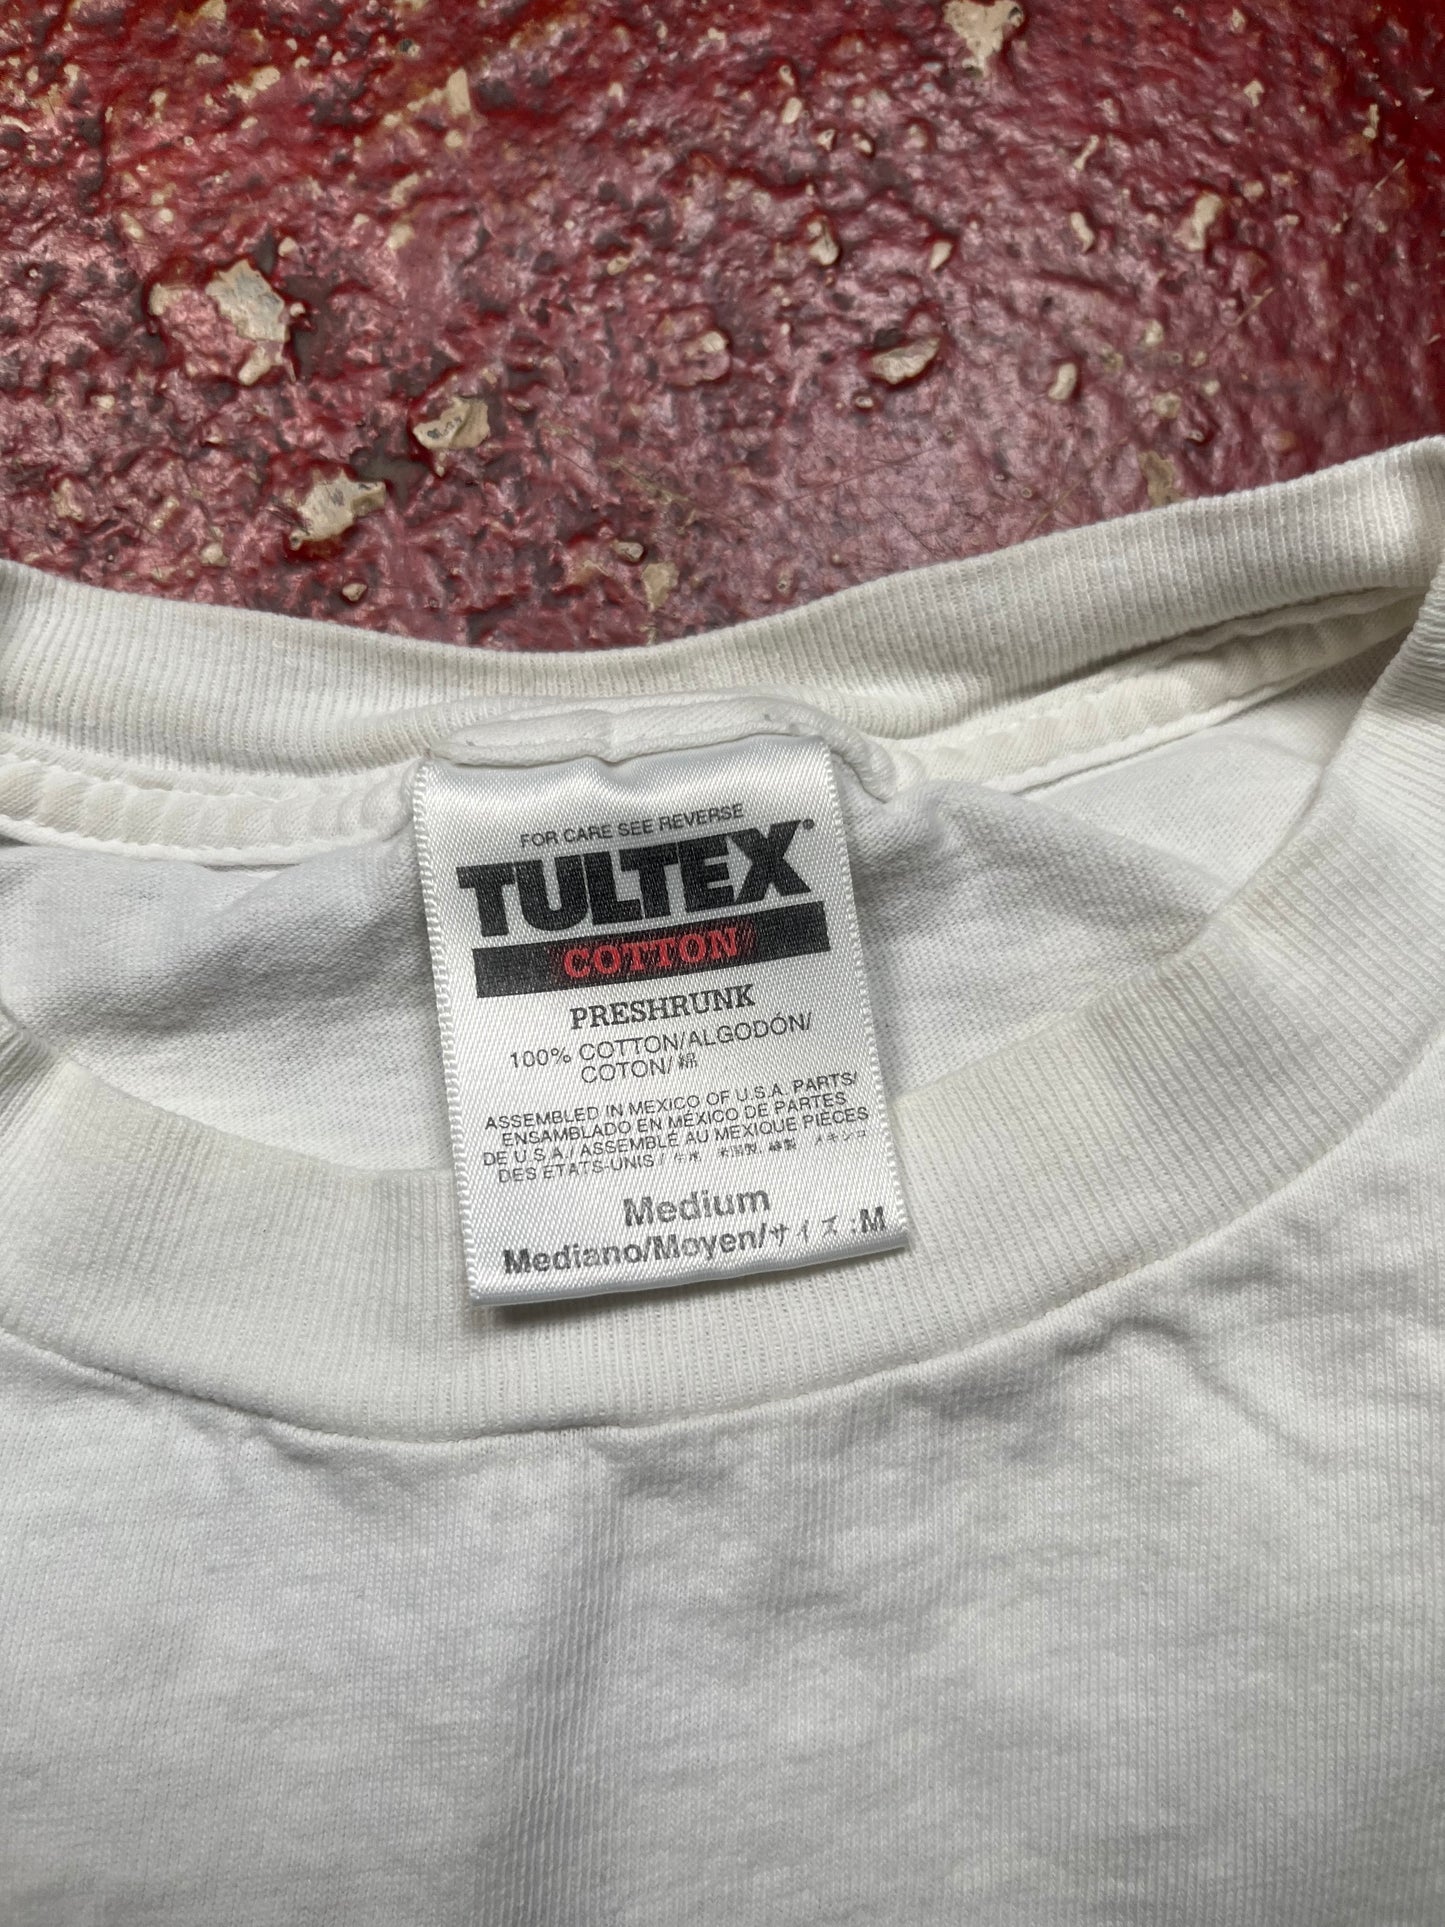 FOR CARE SEE REVERSE
TULTEX®
COTTON
PRESHRUNK
100% COTTON/ALGODÓN/
COTON/綿
ASSEMBLED IN MEXICO OF U.S.A. PARTS/
ENSAMBLADO EN MÉXICO DE PARTES
DE U.S.A./ASSEMBLÉ AU MEXIQUE PIÈCES
DES ÉTATS-UNIS/
Medium
Mediano/Moyen/サイズ:M